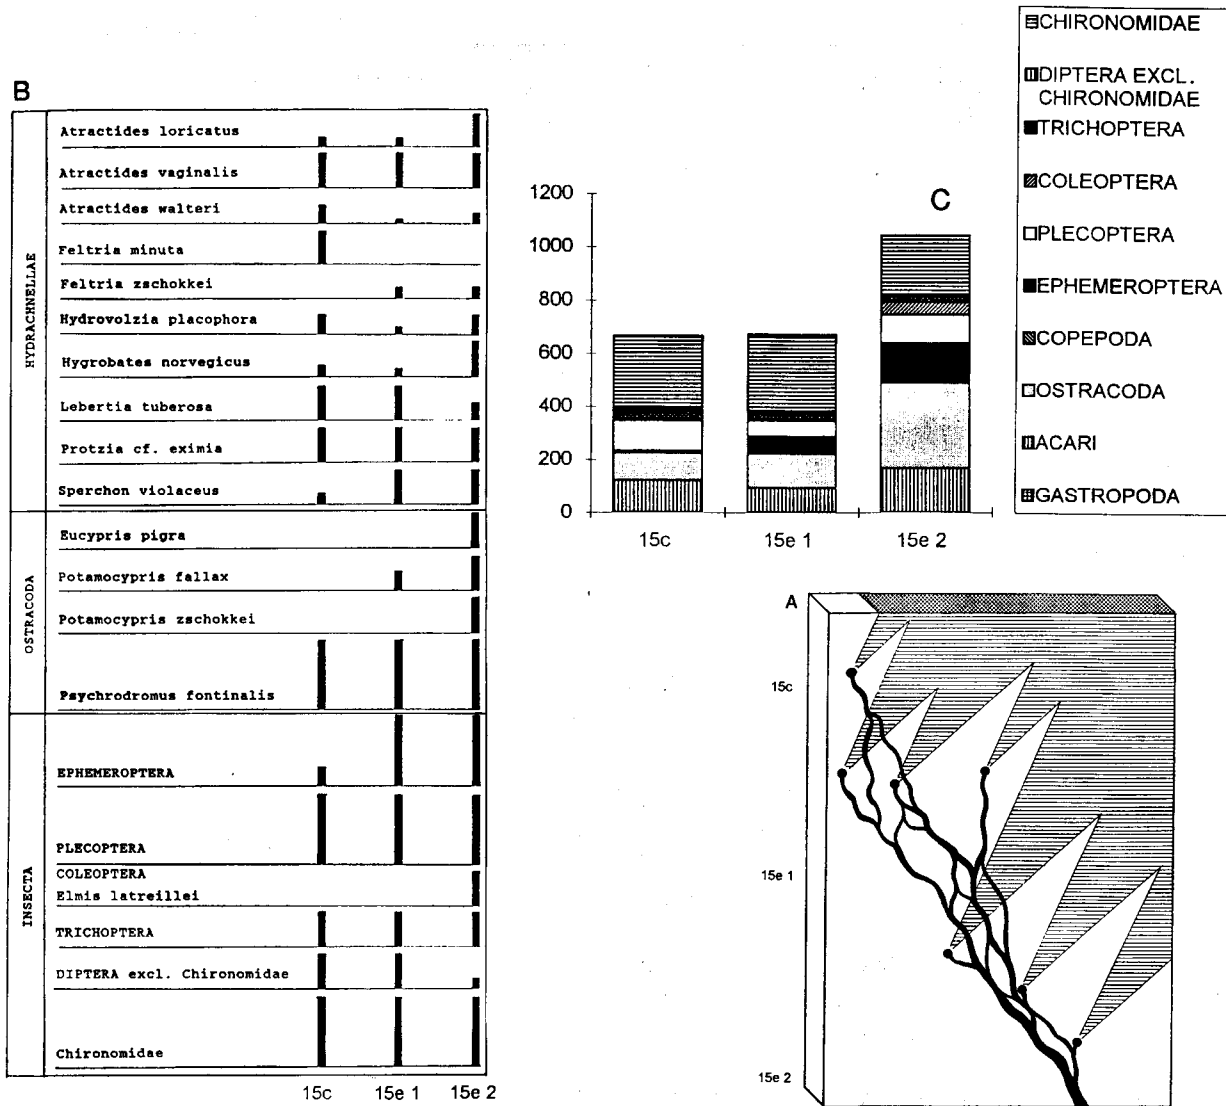 B
HYDRACHNELLAE
Atractides loricatus
Atractides vaginalis
Atractides walteri
Feltria minuta
Feltria zschokkei
Hydrovolzia placophora
Hygrobates norvegicus
Lebertia tuberosa
Protzia cf. eximia
Sperchon violaceus
OSTRACODA
Eucypris pigra
Potamocypris fallax
Potamocypris zschokkei
Psychrodromus fontinalis
INSECTA
EPHEMEROPTERA
PLECOPTERA
COLEOPTERA
Elmis latreillei
TRICHOPTERA
DIPTERA excl. Chironomidae
Chironomidae
15c 15e 1 15e 2
C
1200
1000
800
600
400
200
0
15c 15e 1 15e 2
CHIRONOMIDAE
DIPTERA EXCL.
CHIRONOMIDAE
TRICHOPTERA
COLEOPTERA
PLECOPTERA
EPHEMEROPTERA
COPEPODA
OSTRACODA
ACARI
GASTROPODA
A
15c
15e 1
15e 2